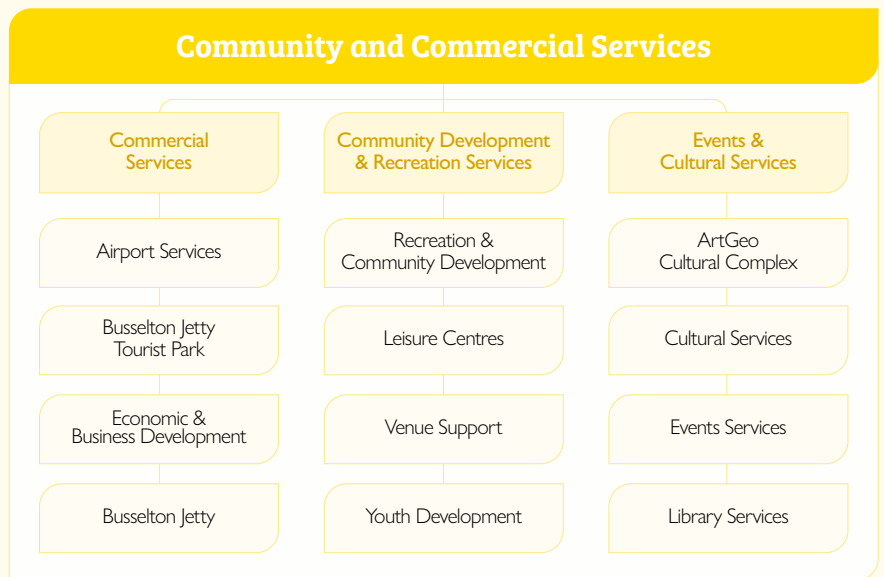 Community and Commercial Services
Commercial
Services
Airport Services
Busselton Jetty
Tourist Park
Economic &
Business Development
Busselton Jetty
Community Development
& Recreation Services
Recreation &
Community Development
Leisure Centres
Venue Support
Youth Development
Events &
Cultural Services
ArtGeo
Cultural Complex
Cultural Services
Events Services
Library Services